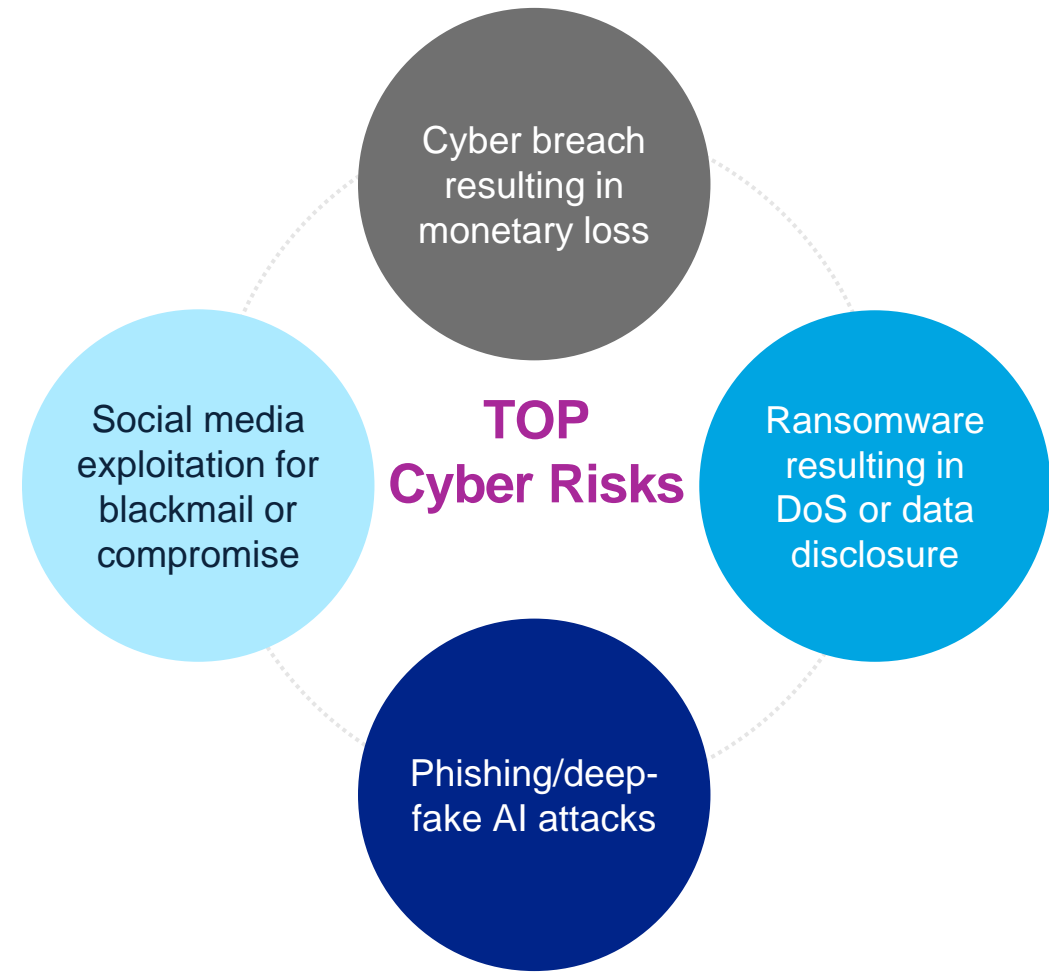 Cyber breach
resulting in
monetary loss
Social media
exploitation for
blackmail or
compromise
TOP
Cyber Risks
Ransomware
resulting in
DoS or data
disclosure
Phishing/deep-
fake AI attacks